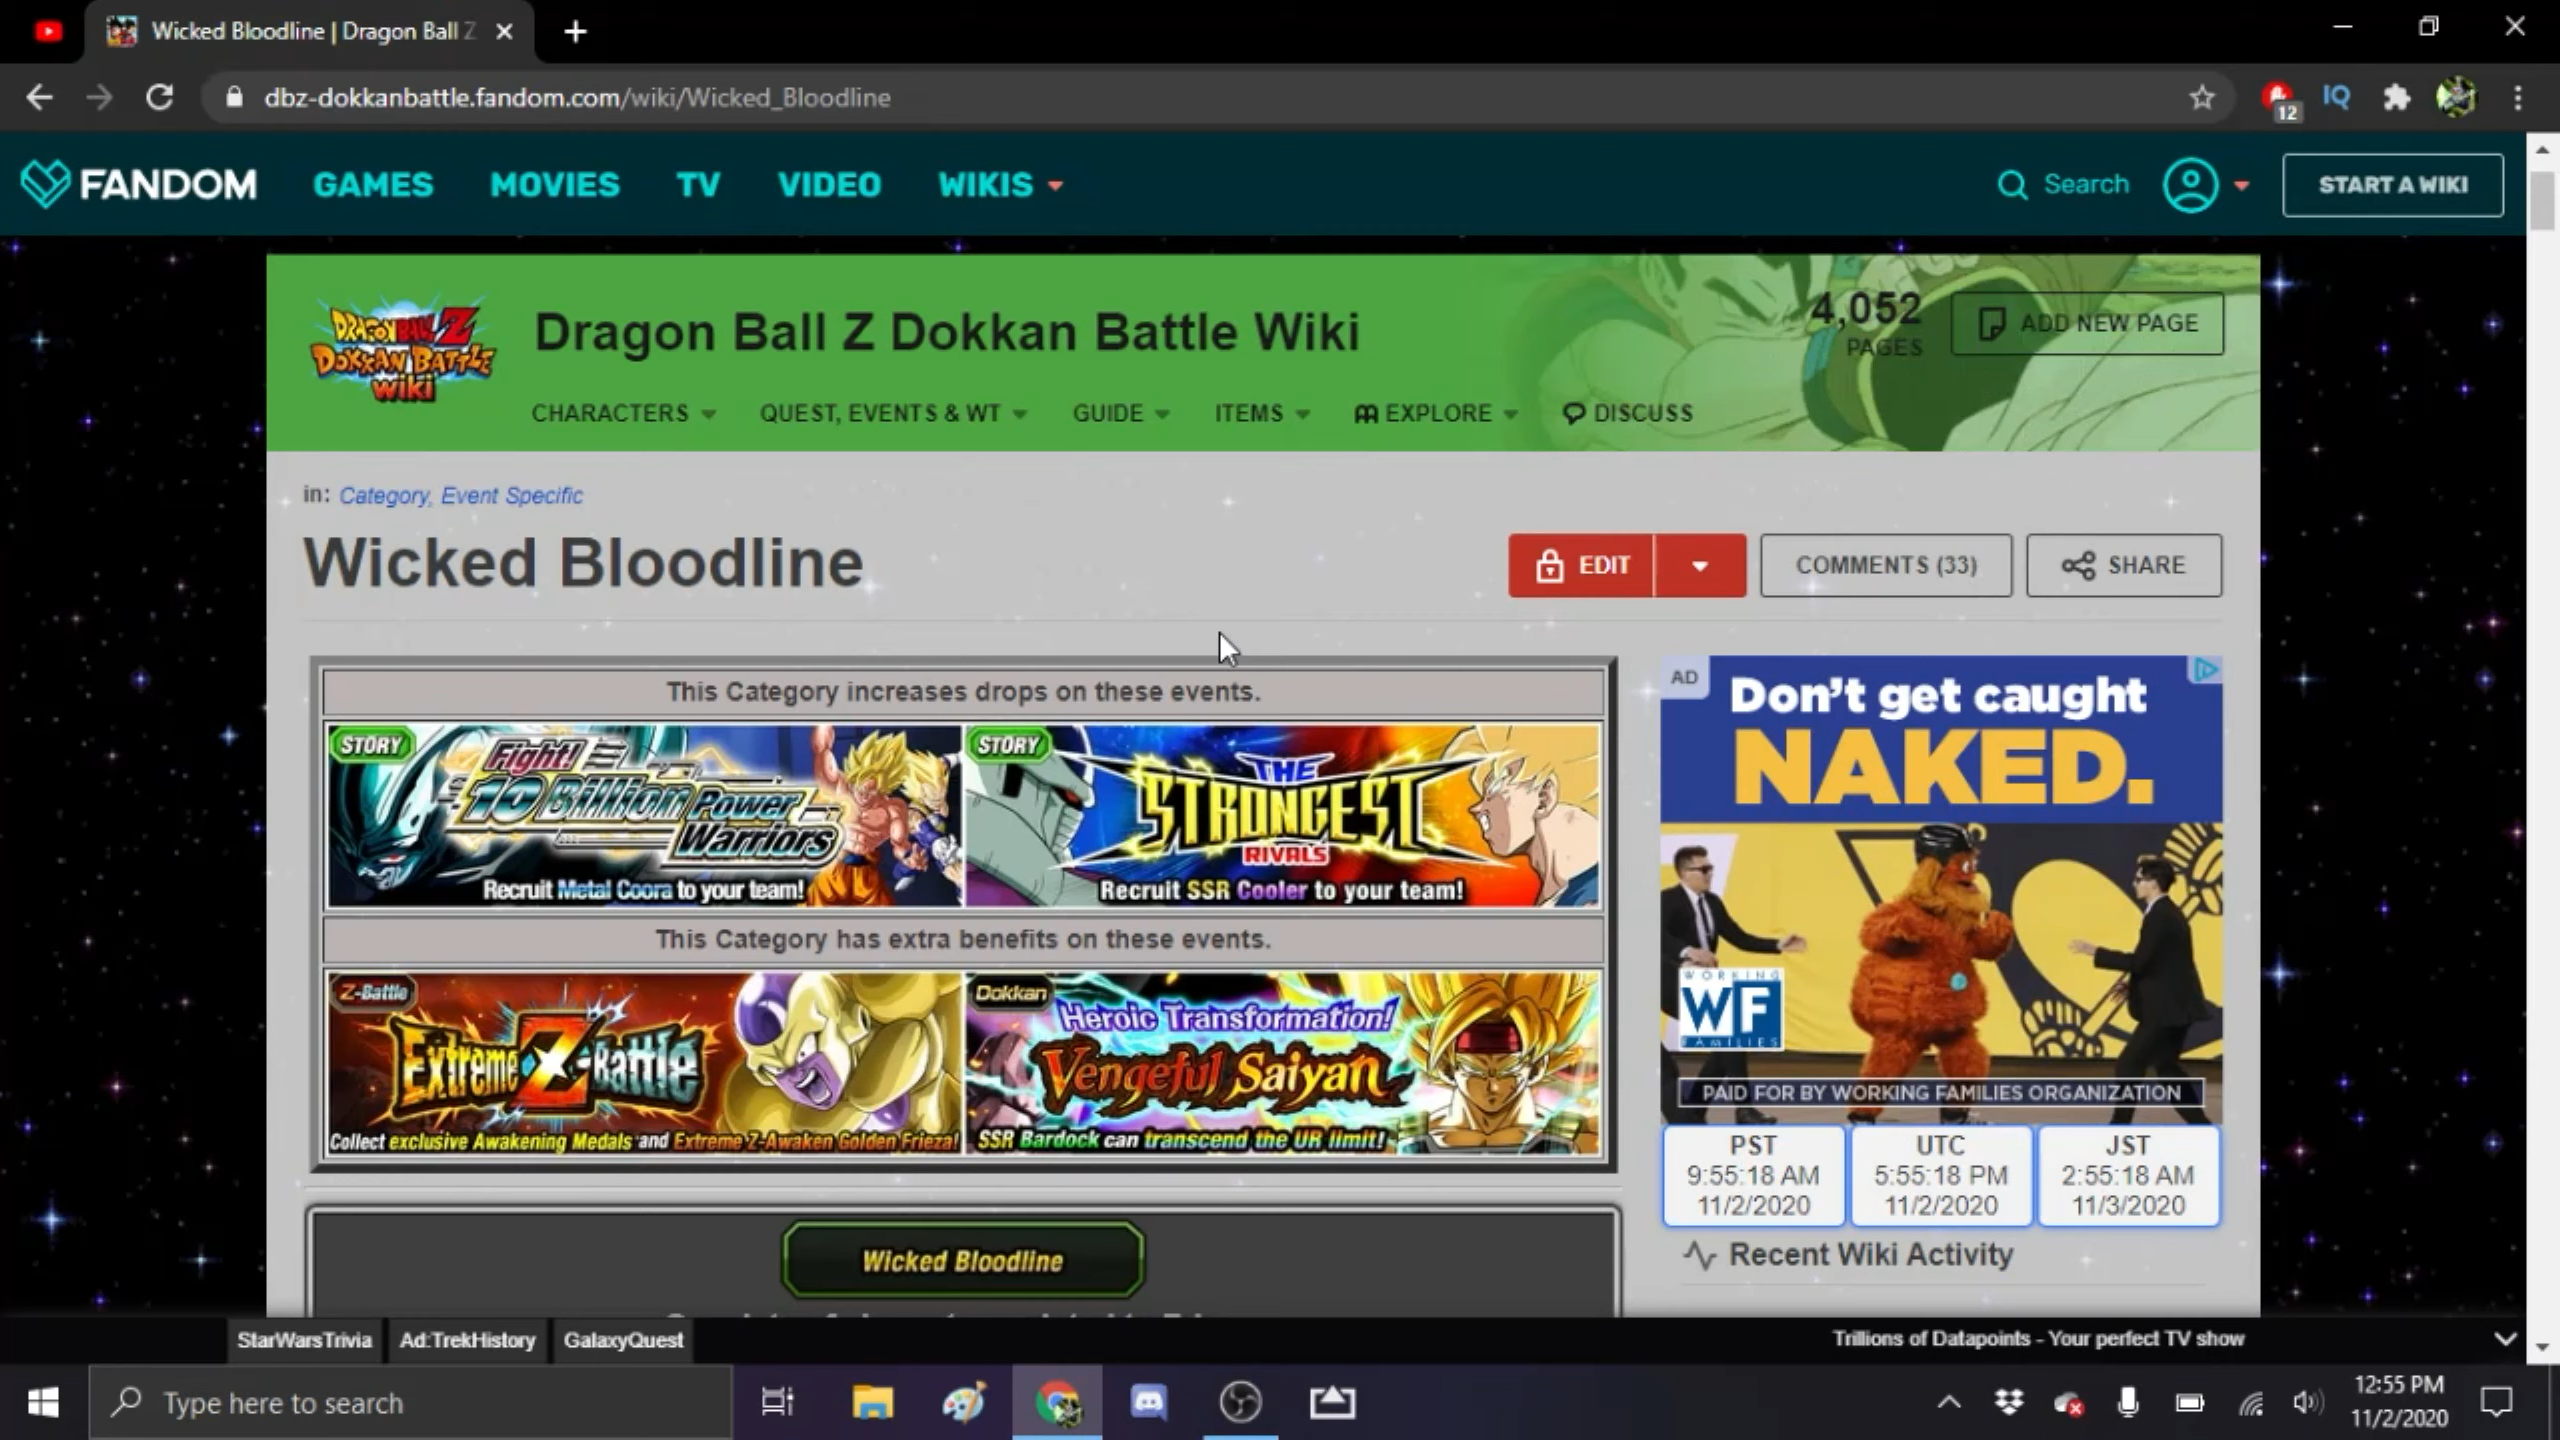 Wicked Bloodline | Dragon Ball Z
dbz-dokkanbattle.fandom.com/wiki/Wicked_Bloodline
12
IQ
FANDOM
GAMES
MOVIES
TV
VIDEO
WIKIS
Search
START A WIKI
DRAGON BALL Z
DOKKAN BATTLE
wiki
Dragon Ball Z Dokkan Battle Wiki
4,052
PAGES
ADD NEW PAGE
CHARACTERS
QUEST, EVENTS & WT
GUIDE
ITEMS
EXPLORE
DISCUSS
in: Category, Event Specific
Wicked Bloodline
EDIT
COMMENTS (33)
SHARE
This Category increases drops on these events.
STORY
Fight!
10 Billion Power
Warriors
Recruit Metal Coora to your team!
STORY
THE
STRONGEST
RIVALS
Recruit SSR Cooler to your team!
This Category has extra benefits on these events.
Z-Battle
Extreme Z-Battle
Collect exclusive Awakening Medals and Extreme Z-Awaken Golden Frieza!
Dokkan
Heroic Transformation!
Vengeful Saiyan
SSR Bardock can transcend the UR limit!
Wicked Bloodline
AD
Don't get caught
NAKED.
WORKING
WF
FAMILIES
PAID FOR BY WORKING FAMILIES ORGANIZATION
PST
9:55:18 AM
11/2/2020
UTC
5:55:18 PM
11/2/2020
JST
2:55:18 AM
11/3/2020
Recent Wiki Activity
StarWarsTrivia
Ad:TrekHistory
GalaxyQuest
Trillions of Datapoints - Your perfect TV show
Type here to search
12:55 PM
11/2/2020